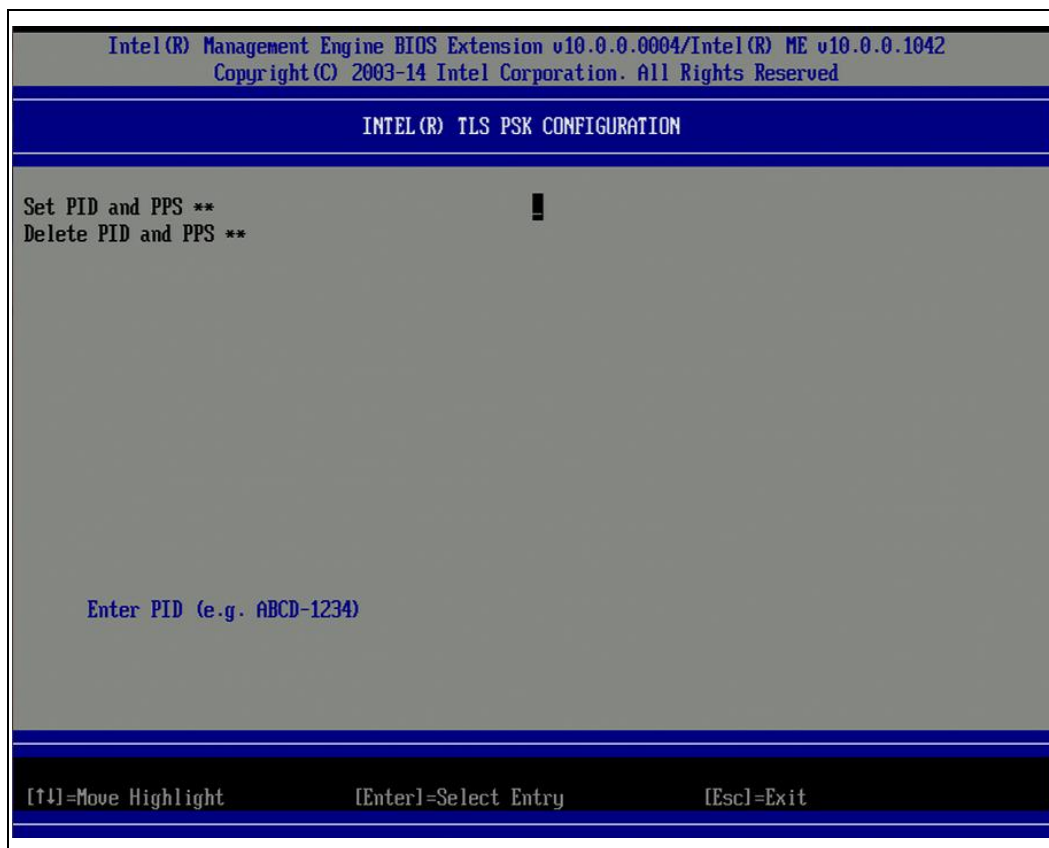 Intel(R) Management Engine BIOS Extension v10.0.0.0004/Intel(R) ME v10.0.0.1042
Copyright(C) 2003-14 Intel Corporation. All Rights Reserved
INTEL(R) TLS PSK CONFIGURATION
Set PID and PPS **
Delete PID and PPS **
Enter PID (e.g. ABCD-1234)
[↑↓]=Move Highlight [Enter]=Select Entry [Esc]=Exit